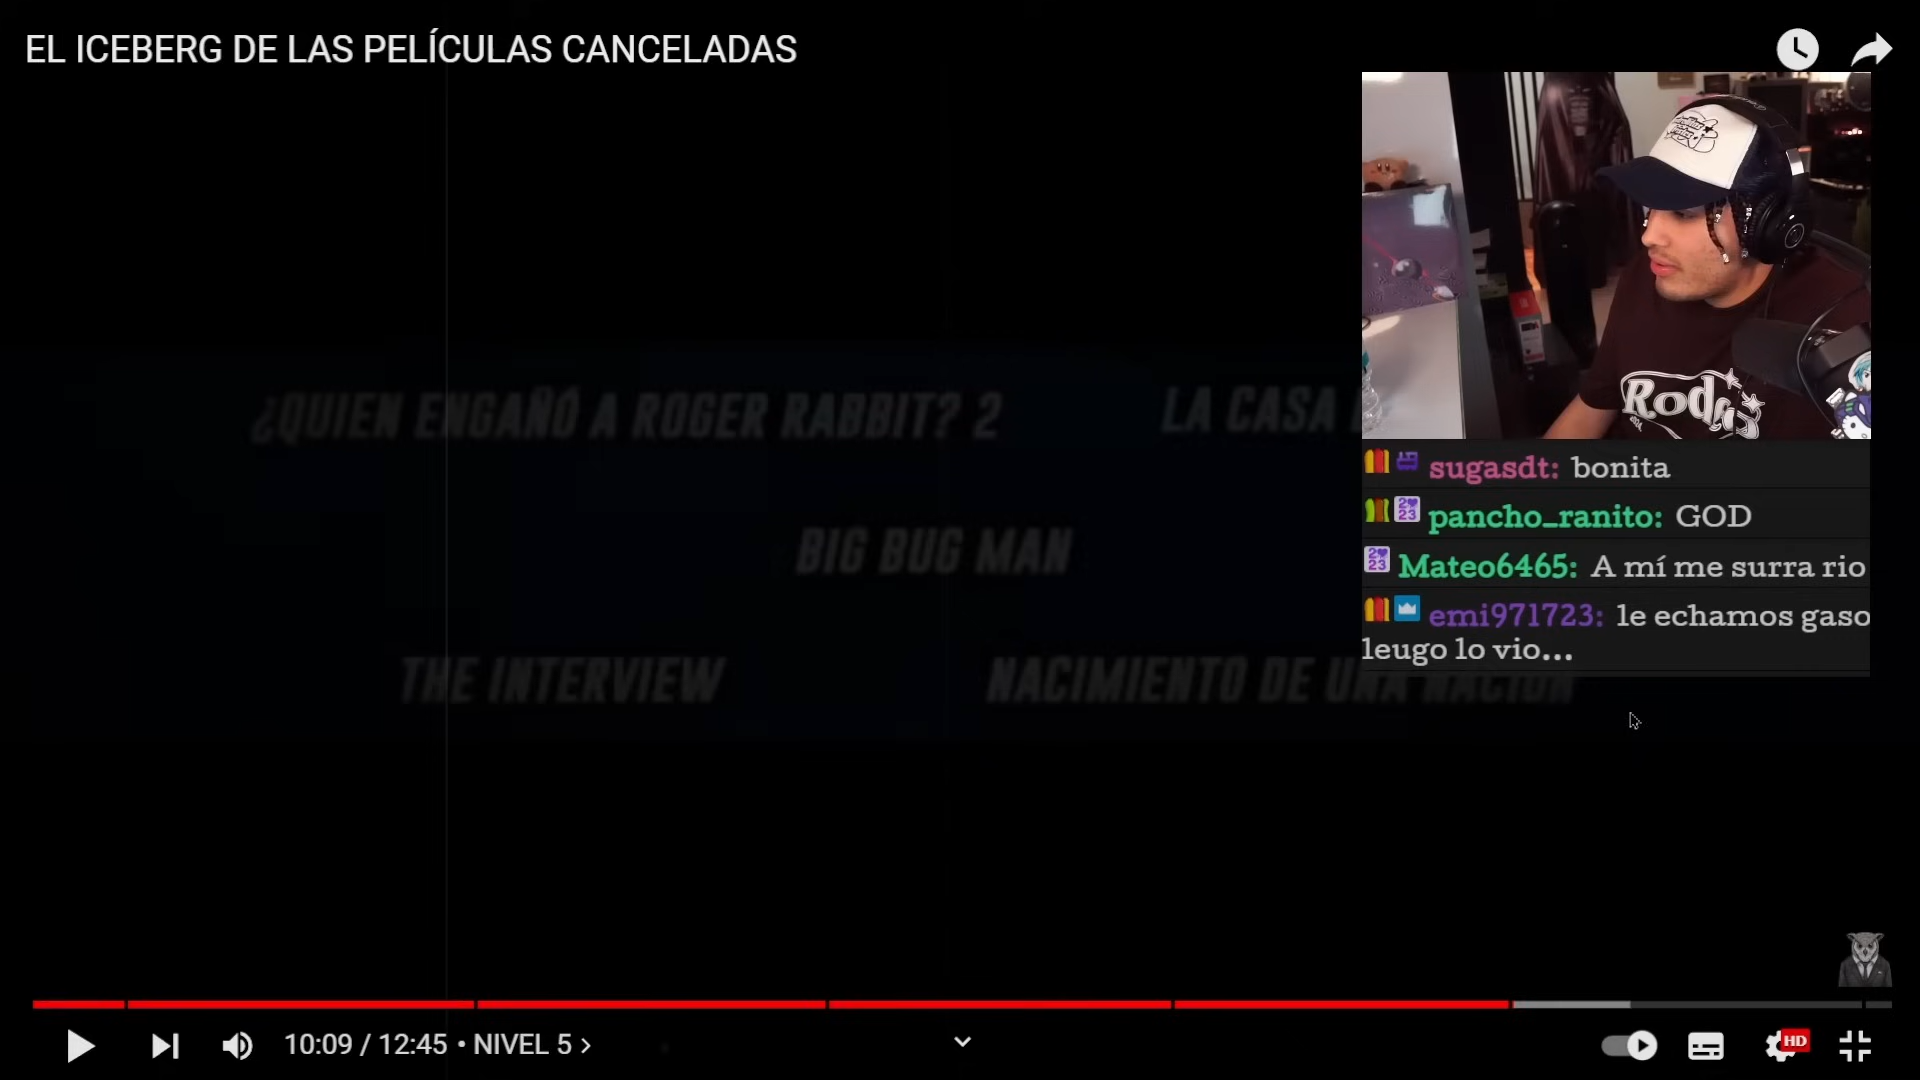 EL ICEBERG DE LAS PELÍCULAS CANCELADAS
¿QUIEN ENGAÑÓ A ROGER RABBIT? 2
LA CASA
BIG BUG MAN
THE INTERVIEW
NACIMIENTO DE UNA NACIÓN
Rod
sugasdt: bonita
pancho_ranito: GOD
Mateo6465: A mí me surra rio
emi971723: le echamos gaso
leugo lo vio...
10:09 / 12:45 • NIVEL 5 ›
HD